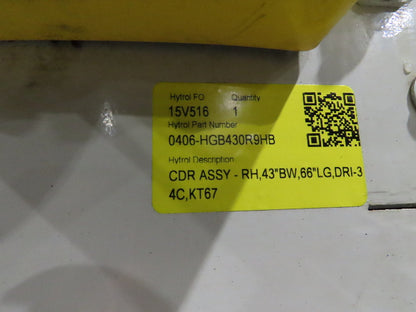 Hytrol FO Quantity
15V516 1
Hytrol Part Number
0406-HGB430R9HB
Hytrol Description
CDR ASSY - RH,43"BW,66"LG,DRI-3
4C,KT67